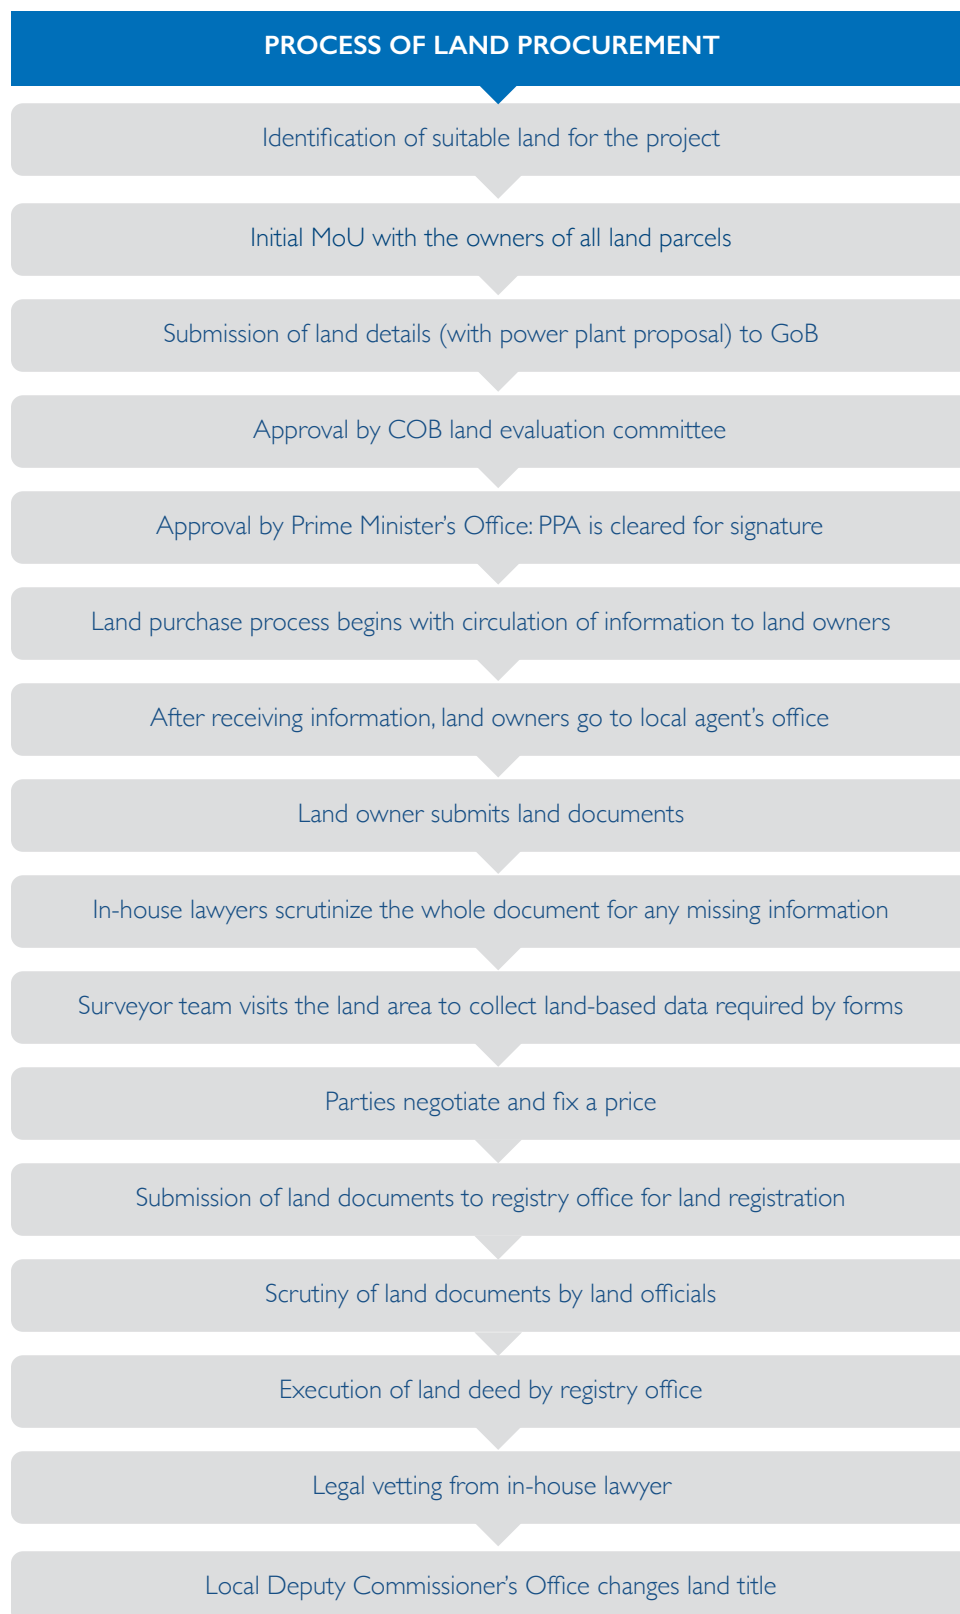 PROCESS OF LAND PROCUREMENT
Identification of suitable land for the project
Initial MoU with the owners of all land parcels
Submission of land details (with power plant proposal) to GoB
Approval by COB land evaluation committee
Approval by Prime Minister's Office: PPA is cleared for signature
Land purchase process begins with circulation of information to land owners
After receiving information, land owners go to local agent's office
Land owner submits land documents
In-house lawyers scrutinize the whole document for any missing information
Surveyor team visits the land area to collect land-based data required by forms
Parties negotiate and fix a price
Submission of land documents to registry office for land registration
Scrutiny of land documents by land officials
Execution of land deed by registry office
Legal vetting from in-house lawyer
Local Deputy Commissioner's Office changes land title